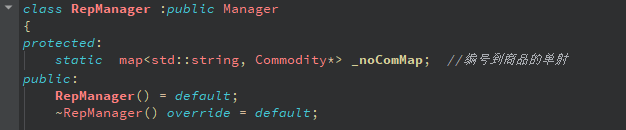 class RepManager :public Manager
{
protected:
    static  map<std::string, Commodity*> _noComMap;  //编号到商品的单射
public:
    RepManager() = default;
    ~RepManager() override = default;